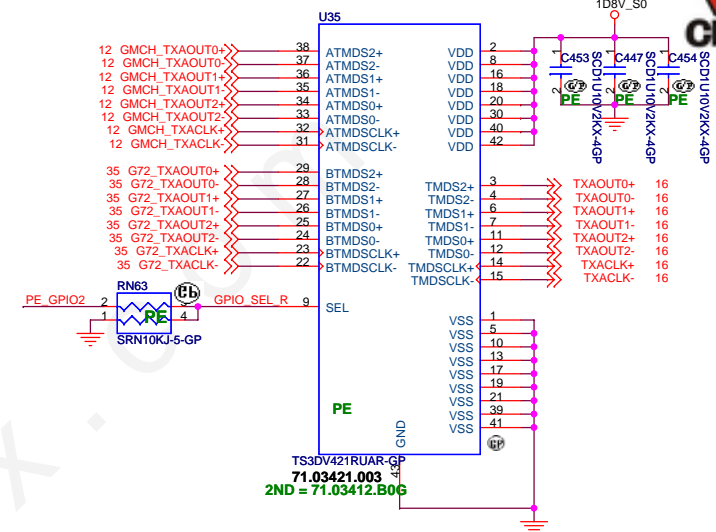 U35
1D8V_S0
12 GMCH_TXAOUT0+ 38 ATMDS2+
12 GMCH_TXAOUT0- 37 ATMDS2-
12 GMCH_TXAOUT1+ 36 ATMDS1+
12 GMCH_TXAOUT1- 35 ATMDS1-
12 GMCH_TXAOUT2+ 34 ATMDS0+
12 GMCH_TXAOUT2- 33 ATMDS0-
12 GMCH_TXACLK+ 32 ATMDSCLK+
12 GMCH_TXACLK- 31 ATMDSCLK-
VDD 2
VDD 8
VDD 16
VDD 18
VDD 20
VDD 30
VDD 40
VDD 42
1 C453 2 PE SCD1U10V2KX-4GP
1 C447 2 PE SCD1U10V2KX-4GP
1 C454 2 PE SCD1U10V2KX-4GP
35 G72_TXAOUT0+ 29 BTMDS2+
35 G72_TXAOUT0- 28 BTMDS2-
35 G72_TXAOUT1+ 27 BTMDS1+
35 G72_TXAOUT1- 26 BTMDS1-
35 G72_TXAOUT2+ 25 BTMDS0+
35 G72_TXAOUT2- 24 BTMDS0-
35 G72_TXACLK+ 23 BTMDSCLK+
35 G72_TXACLK- 22 BTMDSCLK-
TMDS2+ 3 TXAOUT0+ 16
TMDS2- 4 TXAOUT0- 16
TMDS1+ 6 TXAOUT1+ 16
TMDS1- 7 TXAOUT1- 16
TMDS0+ 11 TXAOUT2+ 16
TMDS0- 12 TXAOUT2- 16
TMDSCLK+ 14 TXACLK+ 16
TMDSCLK- 15 TXACLK- 16
RN63
PE_GPIO2 2 GPIO_SEL_R 9 SEL
1 PE 4
SRN10KJ-5-GP
VSS 1
VSS 5
VSS 10
VSS 13
VSS 17
VSS 19
VSS 21
VSS 39
VSS 41
PE
GND 43
TS3DV421RUAR-GP
71.03421.003
2ND = 71.03412.B0G